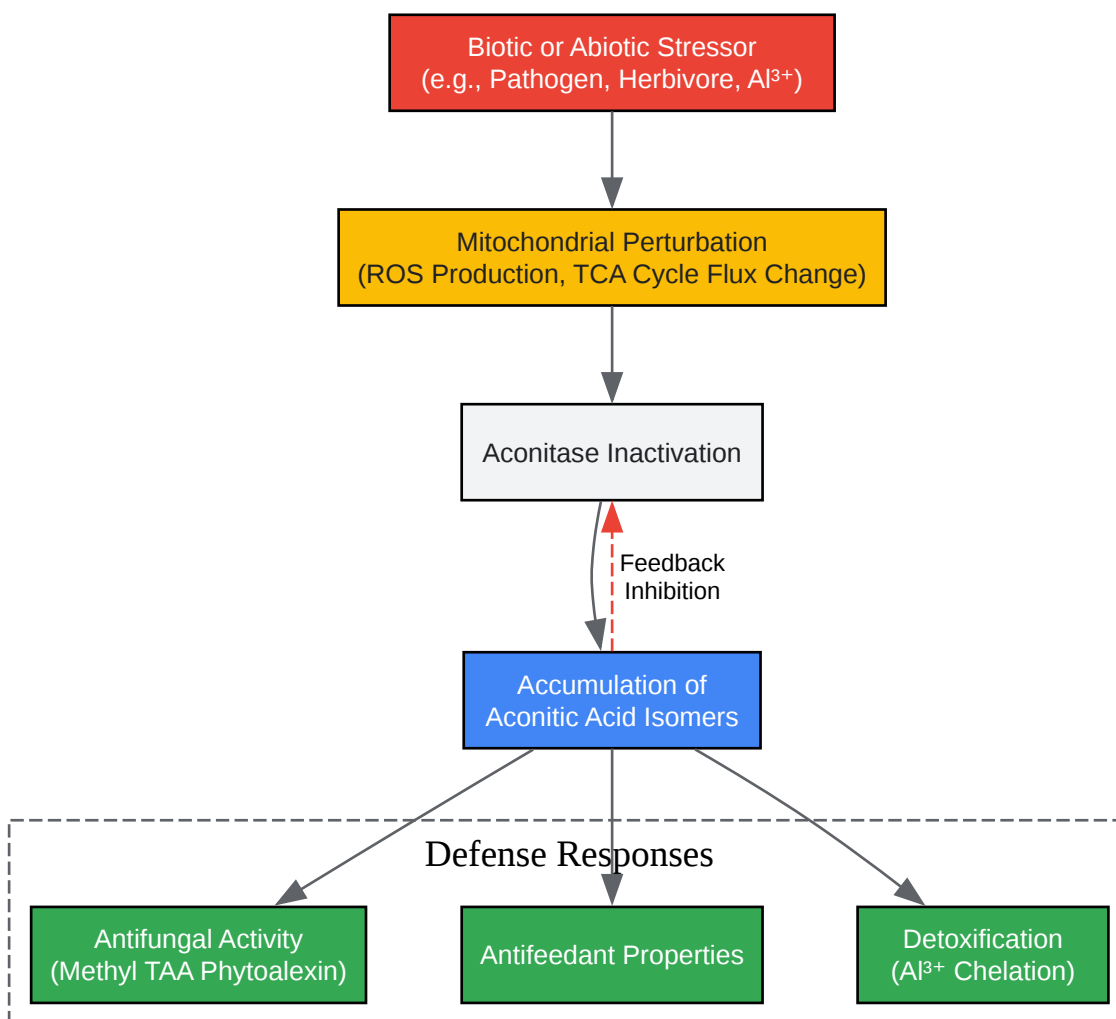 Biotic or Abiotic Stressor
(e.g., Pathogen, Herbivore, Al³⁺)
Mitochondrial Perturbation
(ROS Production, TCA Cycle Flux Change)
Aconitase Inactivation
Feedback
Inhibition
Accumulation of
Aconitic Acid Isomers
Defense Responses
Antifungal Activity
(Methyl TAA Phytoalexin)
Antifeedant Properties
Detoxification
(Al³⁺ Chelation)